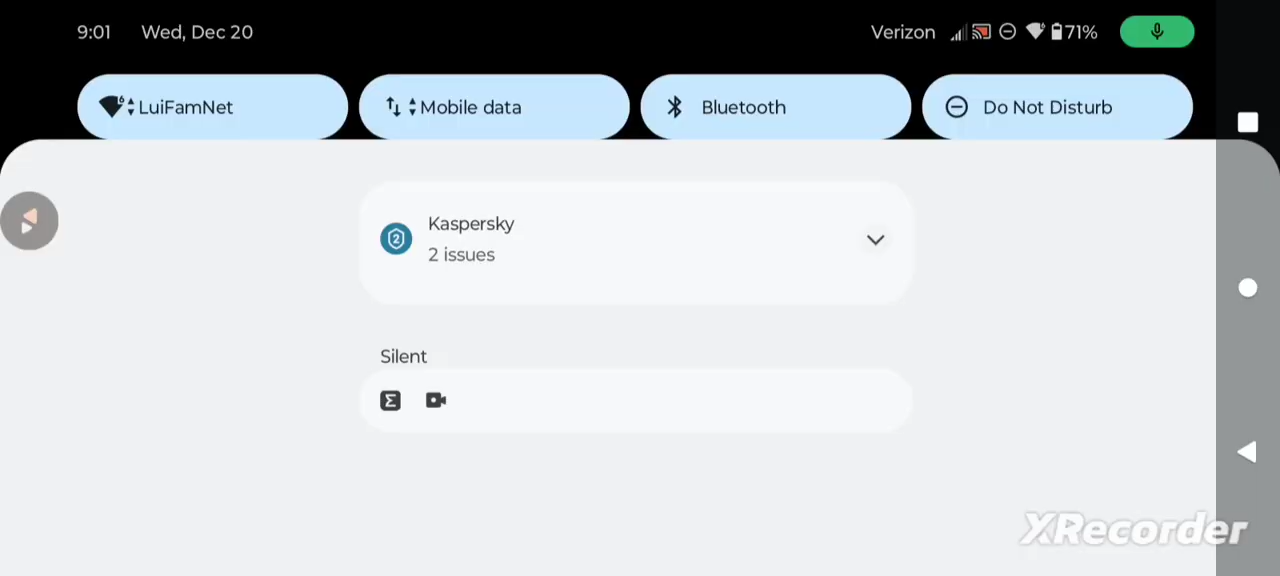 9:01 Wed, Dec 20 Verizon 71%
LuiFamNet Mobile data Bluetooth Do Not Disturb
Kaspersky
2 issues
Silent
XRecorder